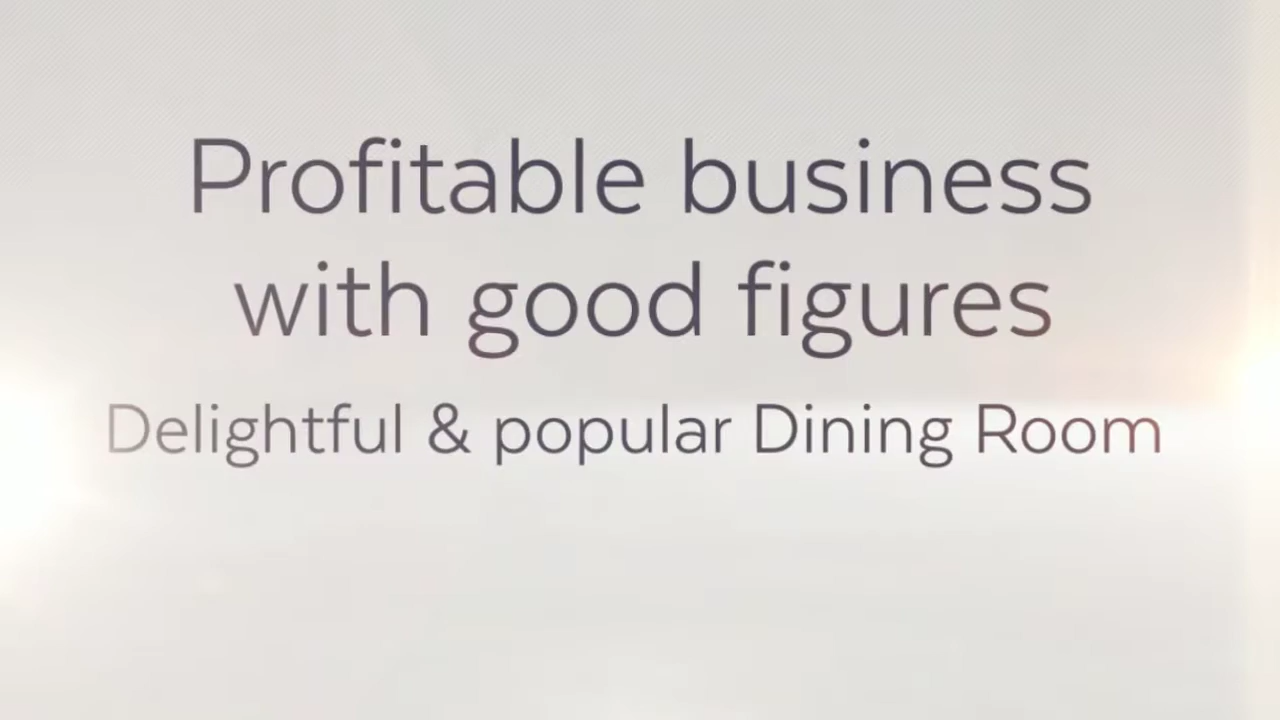 Profitable business
with good figures
Delightful & popular Dining Room